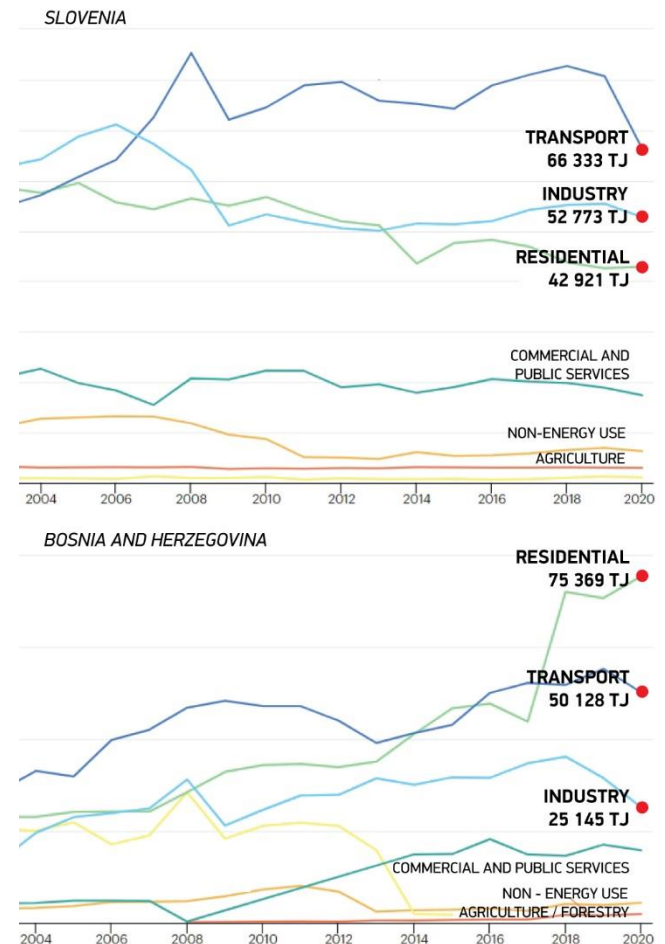 SLOVENIA
TRANSPORT
66 333 TJ
INDUSTRY
52 773 TJ
RESIDENTIAL
42 921 TJ
COMMERCIAL AND
PUBLIC SERVICES
NON-ENERGY USE
AGRICULTURE
2004 2006 2008 2010 2012 2014 2016 2018 2020
BOSNIA AND HERZEGOVINA
RESIDENTIAL
75 369 TJ
TRANSPORT
50 128 TJ
INDUSTRY
25 145 TJ
COMMERCIAL AND PUBLIC SERVICES
NON - ENERGY USE
AGRICULTURE / FORESTRY
2004 2006 2008 2010 2012 2014 2016 2018 2020